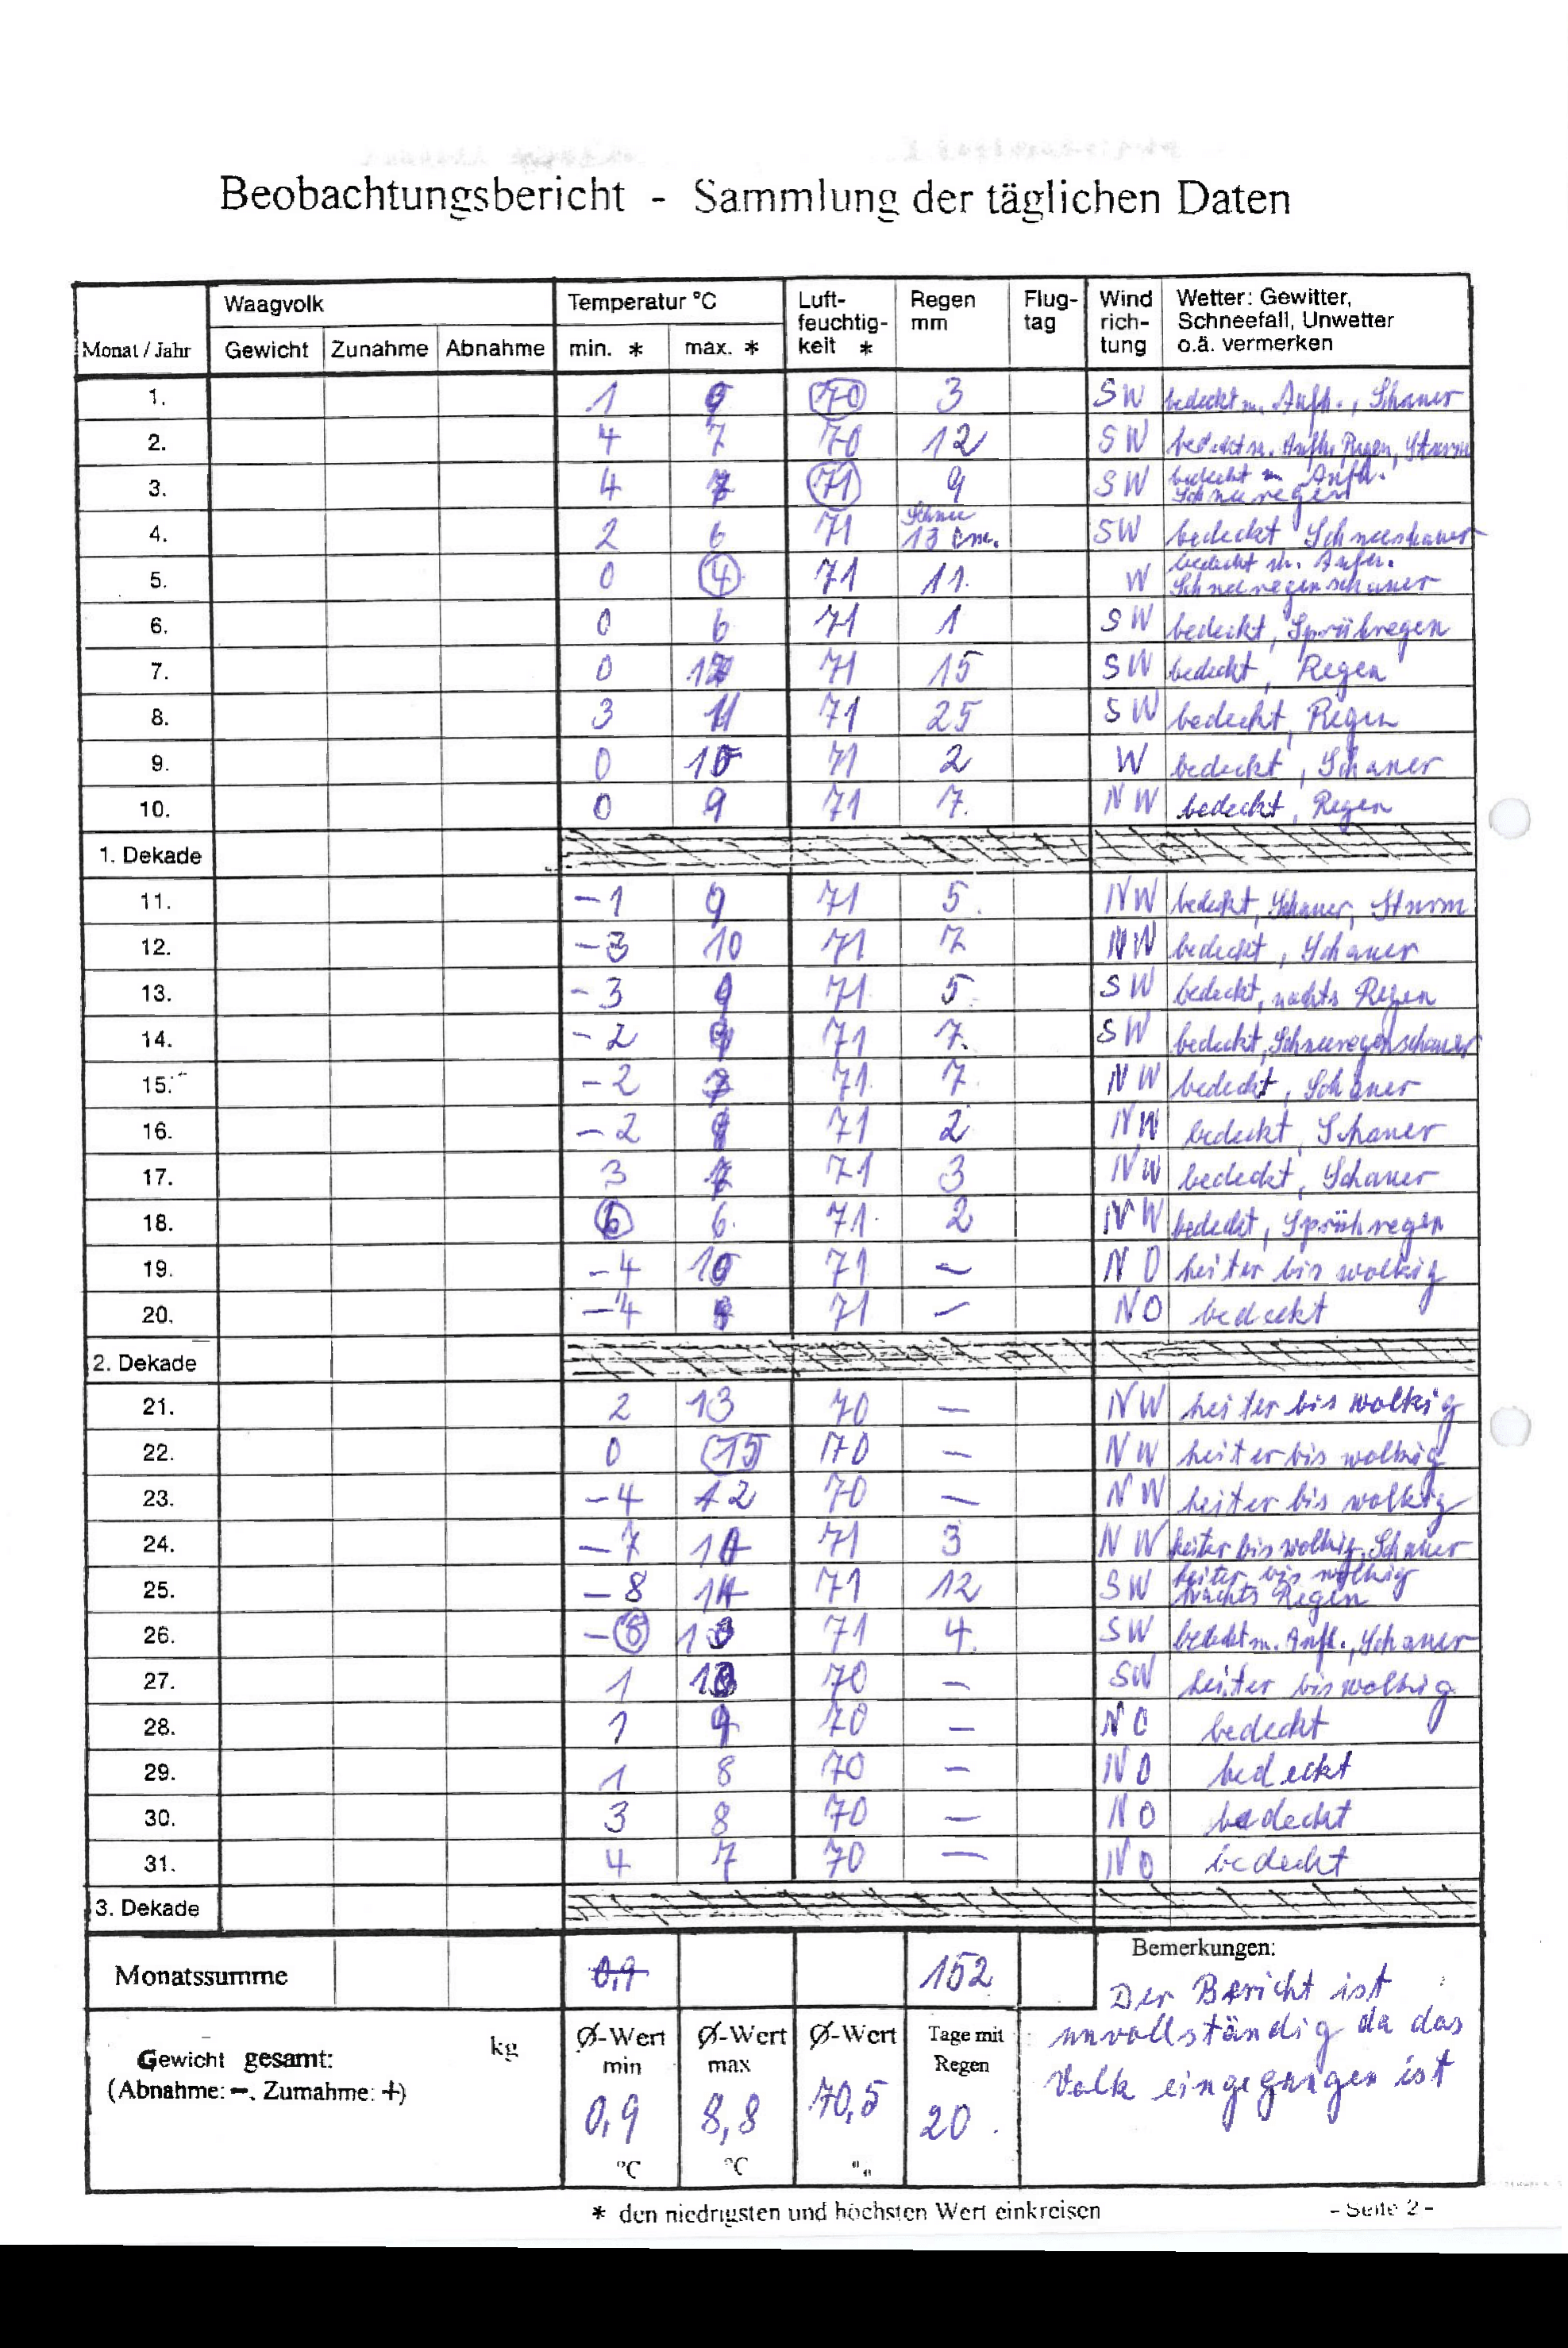 Beobachtungsbericht - Sammlung der täglichen Daten
Monat / Jahr Waagvolk Temperatur °C Luft-feuchtig-keit * Regen mm Flug-tag Wind rich-tung Wetter: Gewitter, Schneefall, Unwetter o.ä. vermerken
Gewicht Zunahme Abnahme min. * max. *
1. 1 9 70 3 SW bedeckt m. Aufh., Schauer
2. 4 7 70 12 SW bedeckt m. Aufh. Regen, Sturm
3. 4 7 71 9 SW bedeckt m. Aufh. Schneeregen
4. 2 6 71 Schnee 13 cm. SW bedeckt Schneeschauer
5. 0 4 71 11. W bedeckt m. Aufh. Schneeregenschauer
6. 0 6 71 1 SW bedeckt, Sprühregen
7. 0 12 71 15 SW bedeckt, Regen
8. 3 11 71 25 SW bedeckt, Regen
9. 0 10 71 2 W bedeckt, Schauer
10. 0 9 71 7. NW bedeckt, Regen
1. Dekade
11. -1 9 71 5. NW bedeckt, Schauer, Sturm
12. -3 10 71 7 NW bedeckt, Schauer
13. -3 9 71 5. SW bedeckt, nachts Regen
14. -2 71 7. SW bedeckt, Schneeregenschauer
15. -2 71 7. NW bedeckt, Schauer
16. -2 71 2 NW bedeckt, Schauer
17. 3 71 3 NW bedeckt, Schauer
18. 6 6. 71. 2 NW bedeckt, Sprühregen
19. -4 10 71 - NO heiter bis wolkig
20. -4 71 - NO bedeckt
2. Dekade
21. 2 13 70 - NW heiter bis wolkig
22. 0 15 70 - NW heiter bis wolkig
23. -4 12 70 - NW heiter bis wolkig
24. -7 71 3 NW heiter bis wolkig, Schauer
25. -8 14 71 12 SW heiter bis wolkig nachts Regen
26. -8 10 71 4. SW bedeckt m. Aufh., Schauer
27. 1 70 - SW heiter bis wolkig
28. 1 9 70 - NO bedeckt
29. 1 8 70 - NO bedeckt
30. 3 8 70 - NO bedeckt
31. 4 7 70 - NO bedeckt
3. Dekade
Monatssumme 0,9 152 Bemerkungen:
Der Bericht ist
unvollständig da das
Volk eingegangen ist
Gewicht gesamt: kg Ø-Wert min Ø-Wert max Ø-Wert Tage mit Regen
(Abnahme: -, Zumahme: +)
0,9 8,8 70,5 20.
°C °C
* den niedrigsten und höchsten Wert einkreisen - Seite 2 -